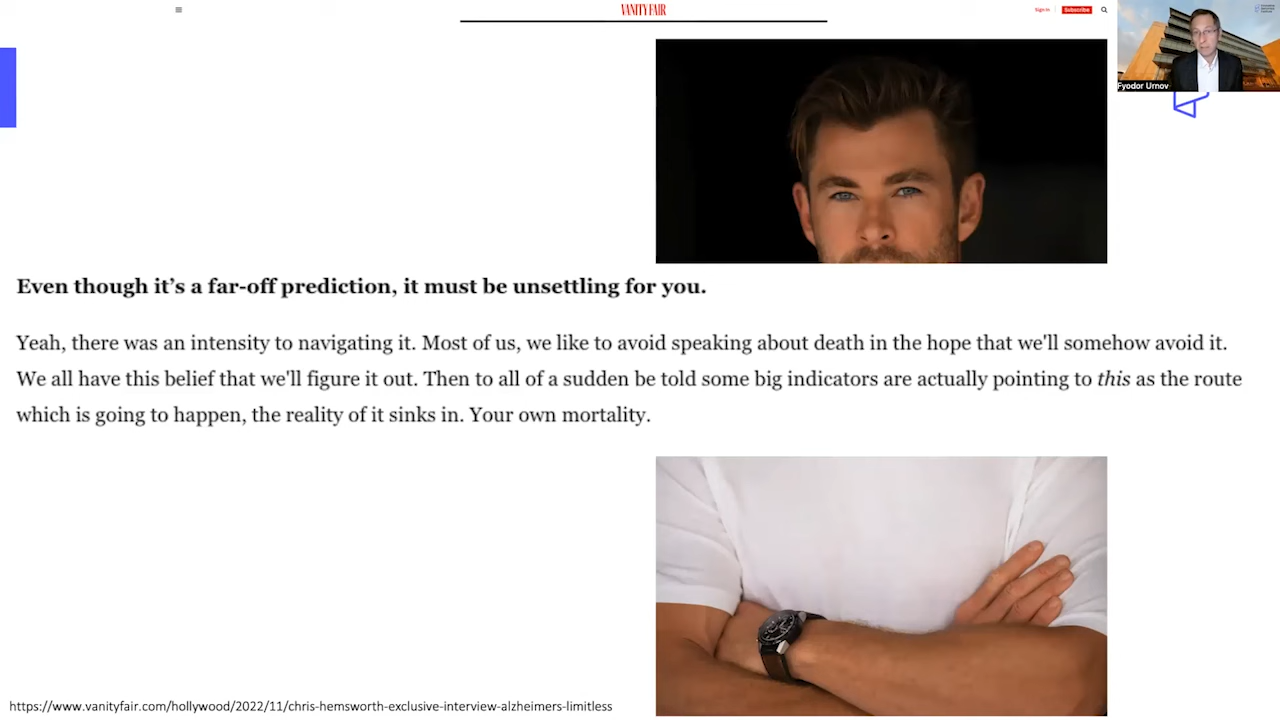 VANITY FAIR
Sign In
Subscribe
Fyodor Urnov
Even though it's a far-off prediction, it must be unsettling for you.
Yeah, there was an intensity to navigating it. Most of us, we like to avoid speaking about death in the hope that we'll somehow avoid it.
We all have this belief that we'll figure it out. Then to all of a sudden be told some big indicators are actually pointing to this as the route
which is going to happen, the reality of it sinks in. Your own mortality.
https://www.vanityfair.com/hollywood/2022/11/chris-hemsworth-exclusive-interview-alzheimers-limitless